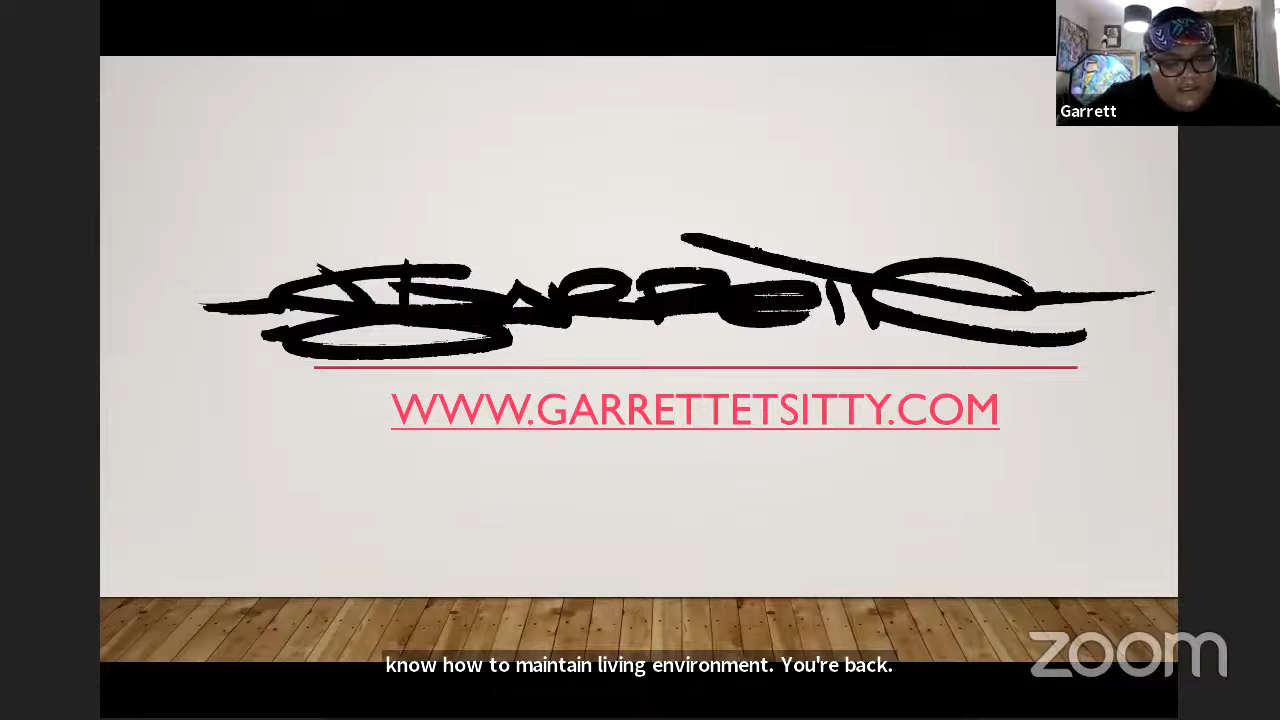 Garrett
GARRETT
WWW.GARRETTETSITTY.COM
know how to maintain living environment. You're back.
zoom